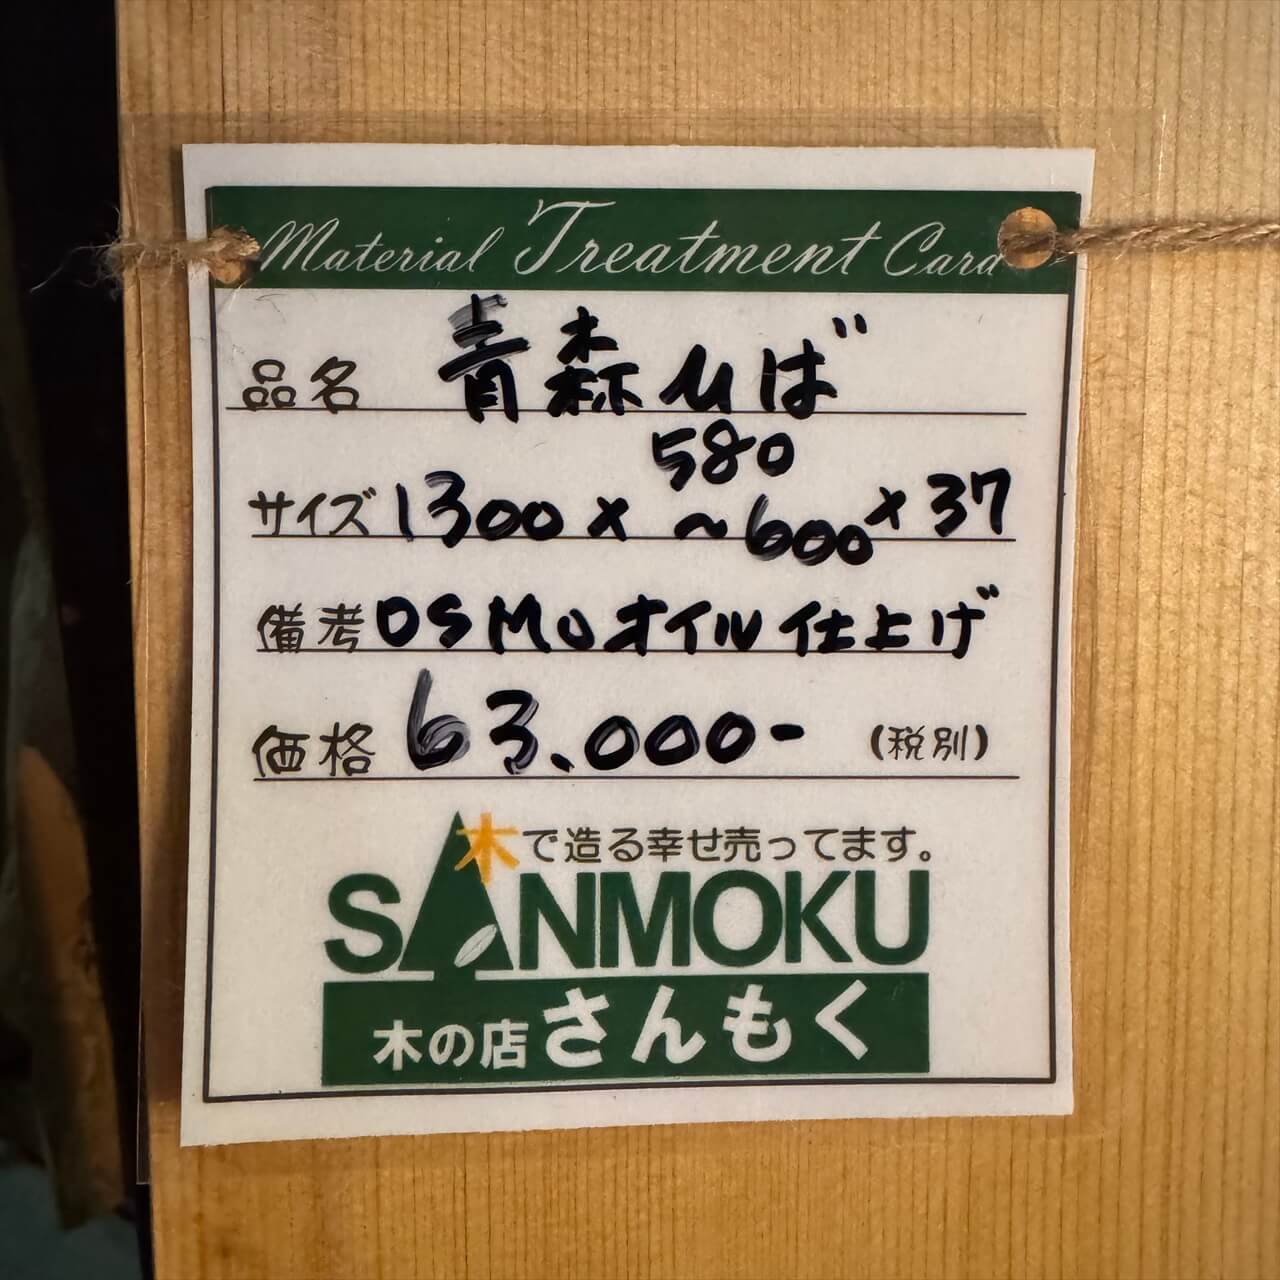 Material Treatment Card
品名 青森ひば
サイズ 1300 × 580 ~600 × 37
備考 OSMOオイル仕上げ
価格 63.000- (税別)
木で造る幸せ売ってます。
SANMOKU
木の店さんもく